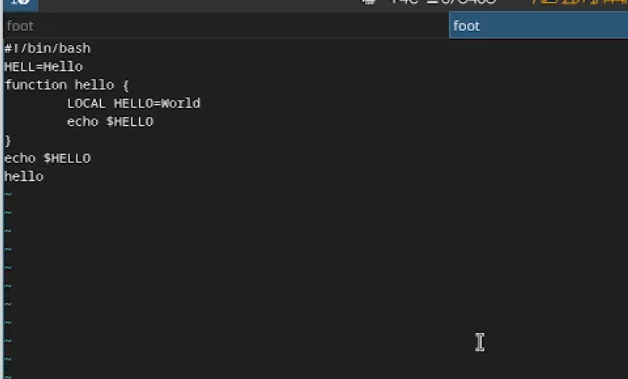 foot foot
#!/bin/bash
HELL=Hello
function hello {
LOCAL HELLO=World
echo $HELLO
}
echo $HELLO
hello
~
~
~
~
~
~
~
~
~
~
~